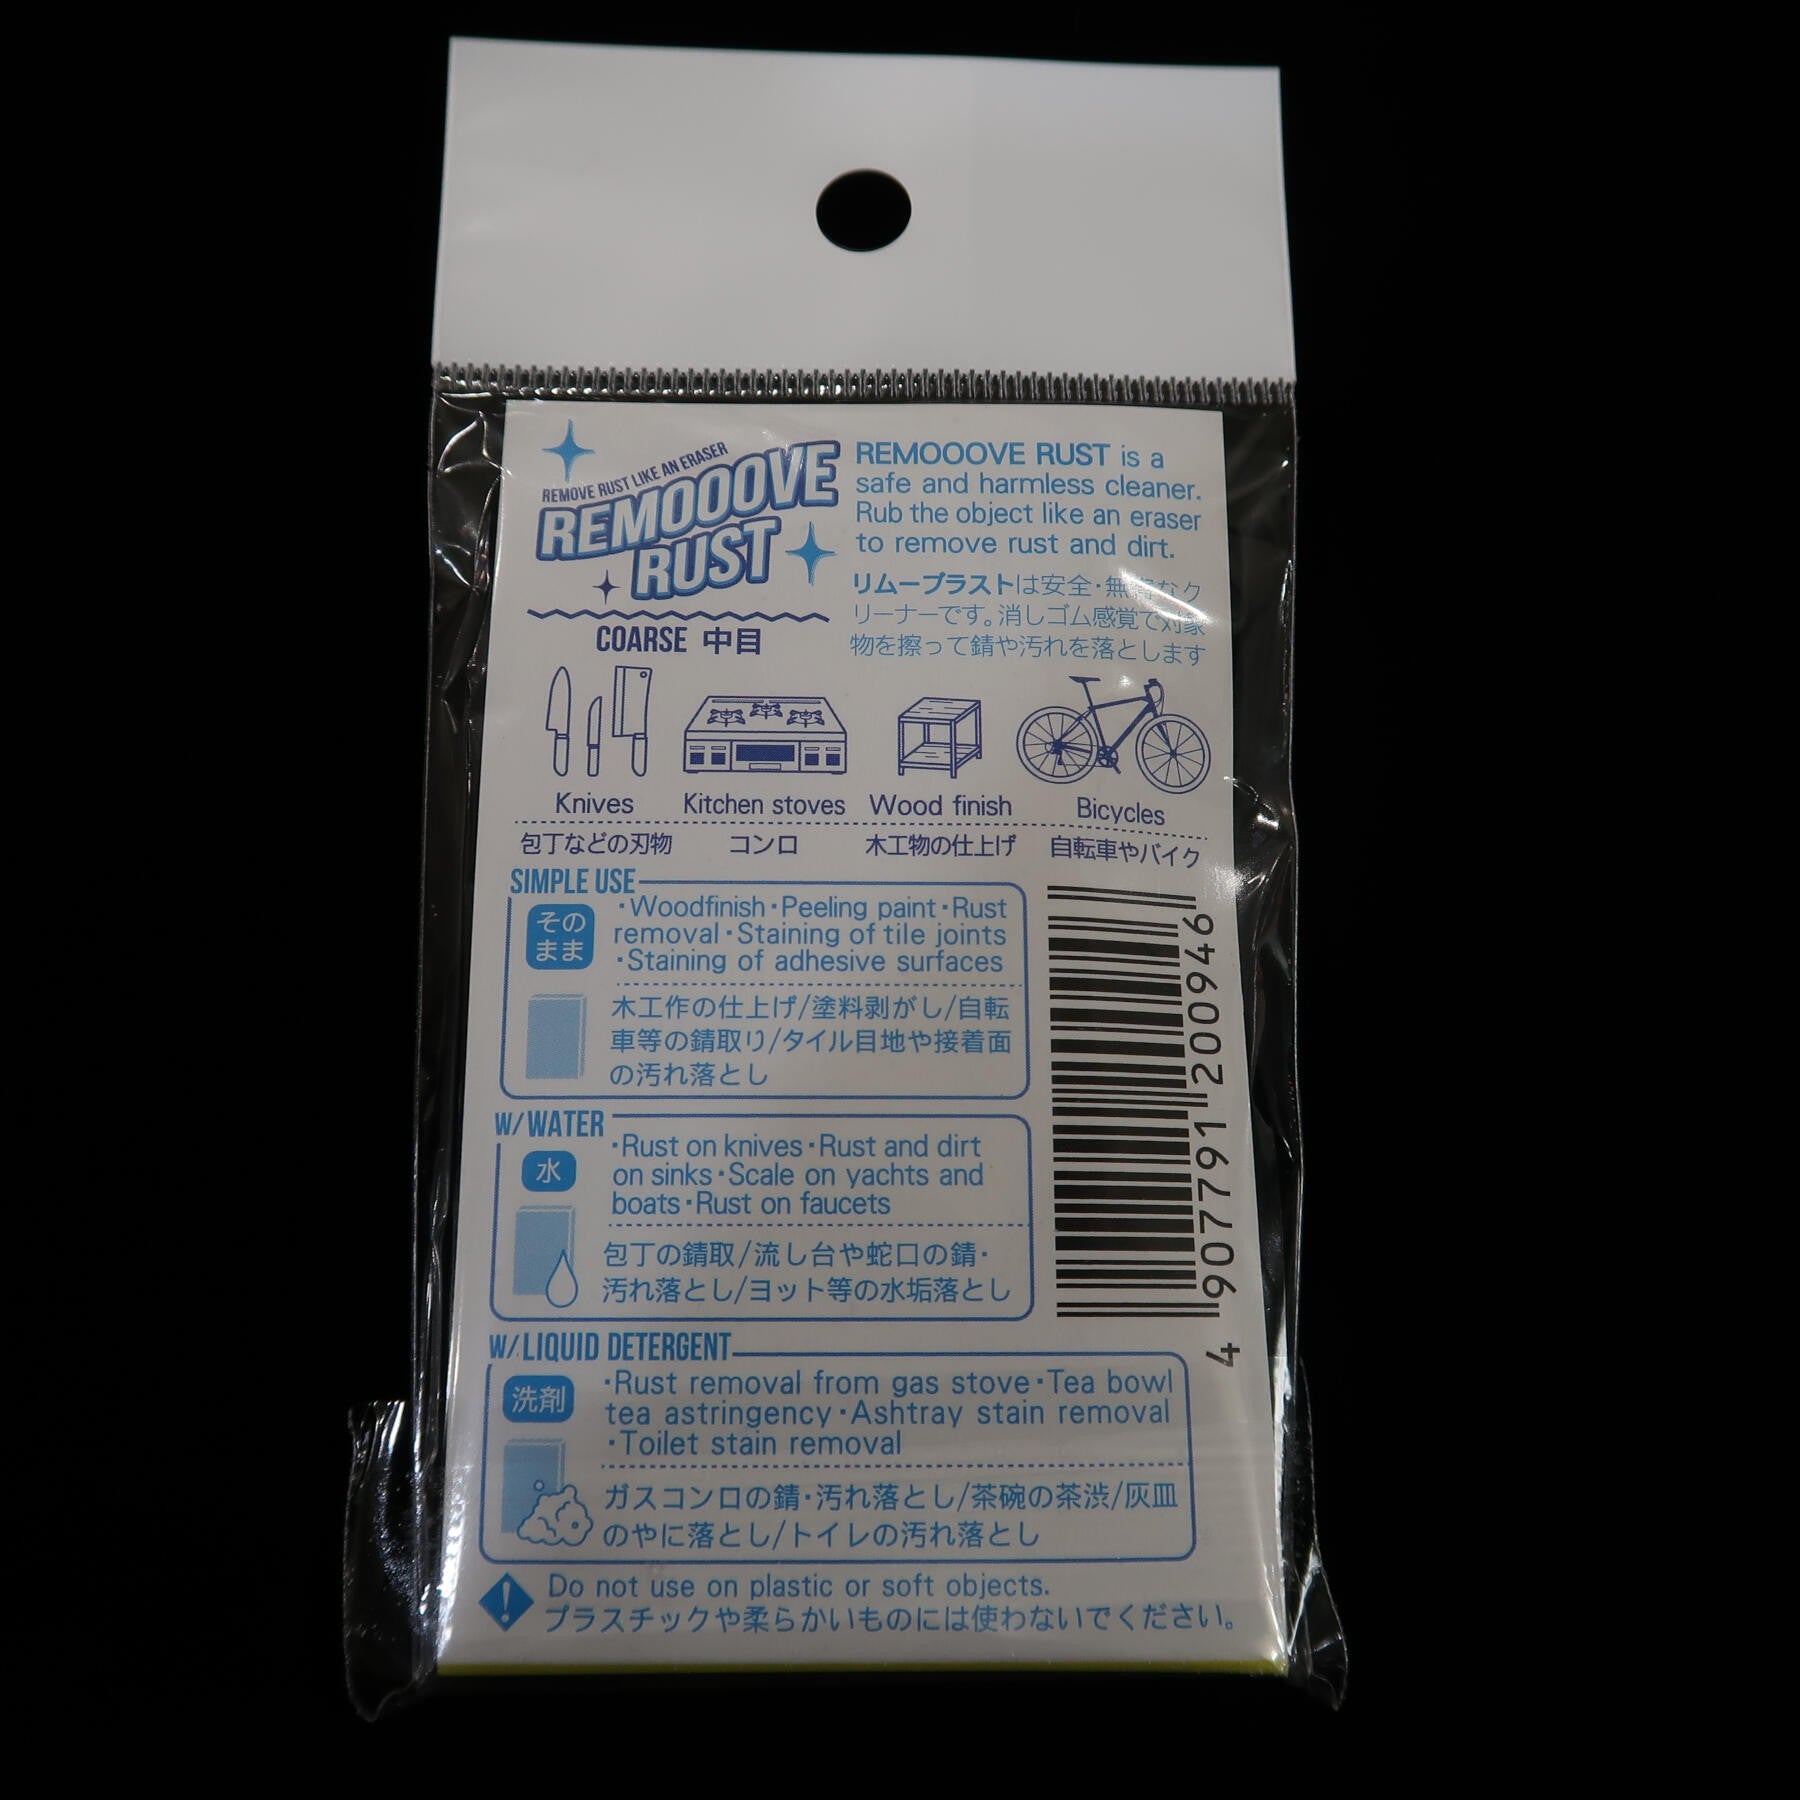 REMOVE RUST LIKE AN ERASER
REMOOOVE
RUST
COARSE 中目
REMOOOVE RUST is a
safe and harmless cleaner.
Rub the object like an eraser
to remove rust and dirt.
リムーブラストは安全・無害なク
リーナーです。消しゴム感覚で対象
物を擦って錆や汚れを落とします
Knives
Kitchen stoves
Wood finish
Bicycles
包丁などの刃物
コンロ
木工物の仕上げ
自転車やバイク
SIMPLE USE
その
まま
・Woodfinish・Peeling paint・Rust
removal・Staining of tile joints
・Staining of adhesive surfaces
木工作の仕上げ/塗料剥がし/自転
車等の錆取り/タイル目地や接着面
の汚れ落とし
W/WATER
水
・Rust on knives・Rust and dirt
on sinks・Scale on yachts and
boats・Rust on faucets
包丁の錆取/流し台や蛇口の錆・
汚れ落とし/ヨット等の水垢落とし
W/LIQUID DETERGENT
洗剤
・Rust removal from gas stove・Tea bowl
tea astringency・Ashtray stain removal
・Toilet stain removal
ガスコンロの錆・汚れ落とし/茶碗の茶渋/灰皿
のやに落とし/トイレの汚れ落とし
Do not use on plastic or soft objects.
プラスチックや柔らかいものには使わないでください。
4 907791 200946